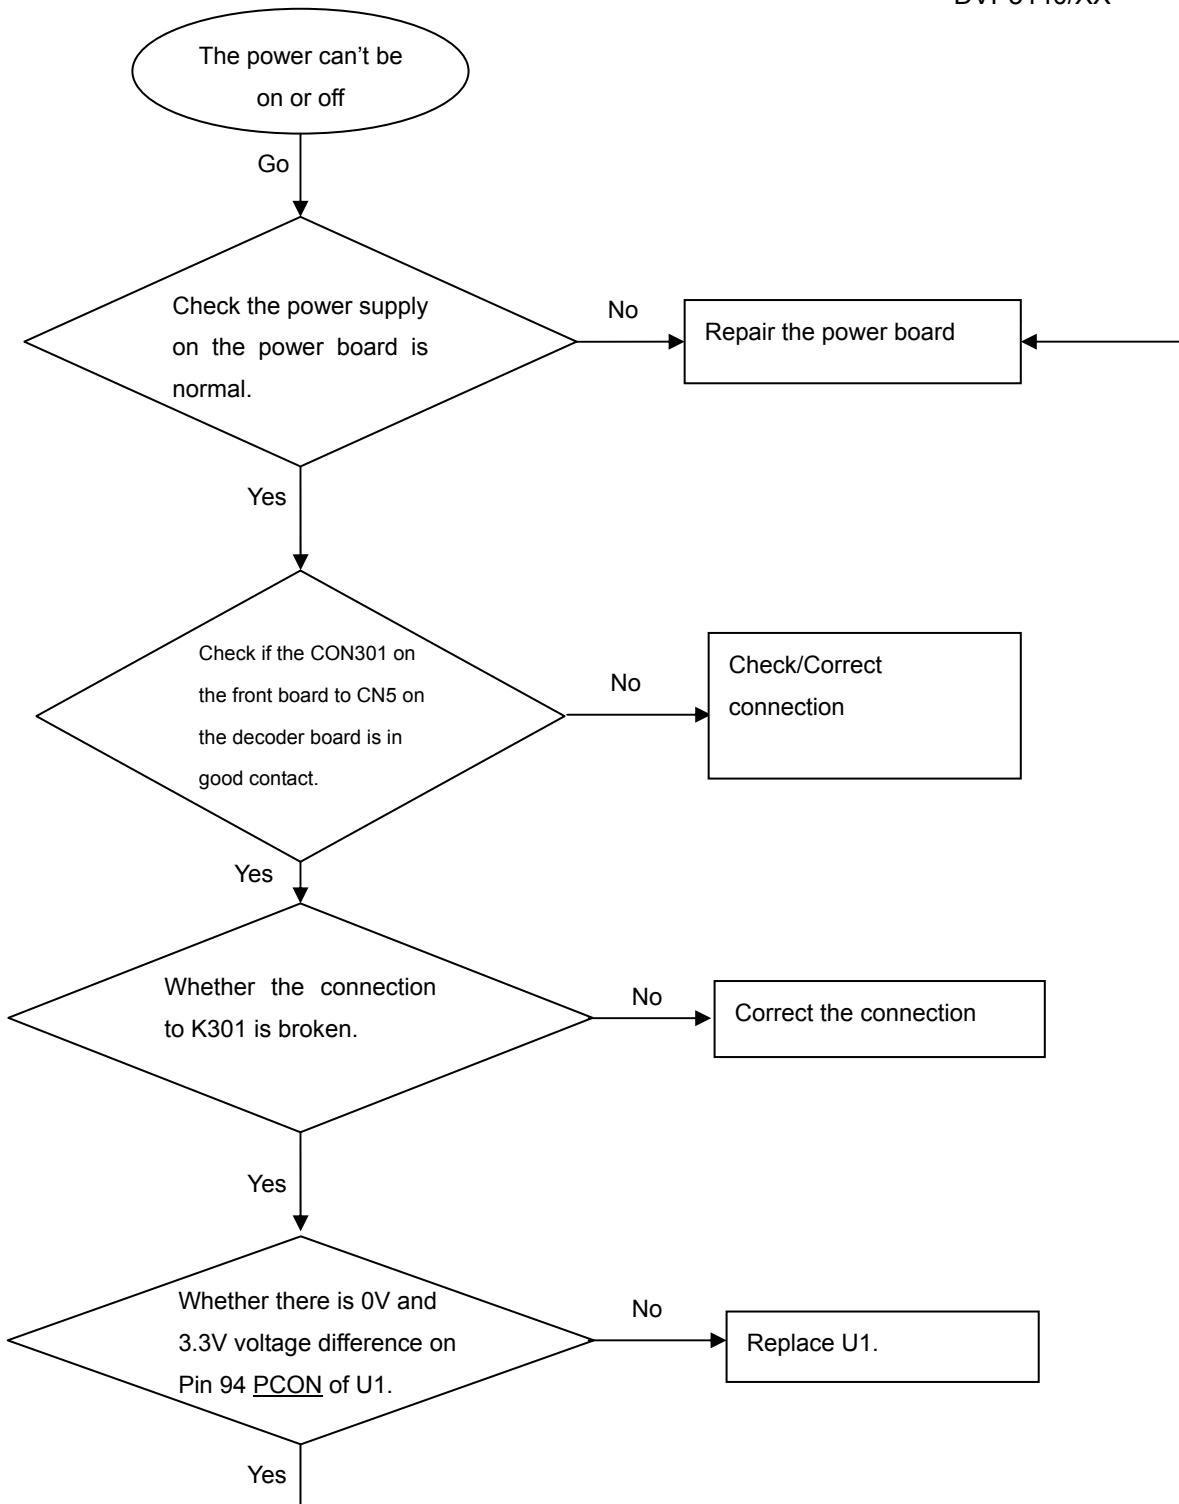 The power can’t be
on or off
Go
Check the power supply
on the power board is
normal.
No
Repair the power board
Yes
Check if the CON301 on
the front board to CN5 on
the decoder board is in
good contact.
No
Check/Correct
connection
Yes
Whether the connection
to K301 is broken.
No
Correct the connection
Yes
Whether there is 0V and
3.3V voltage difference on
Pin 94 PCON of U1.
No
Replace U1.
Yes